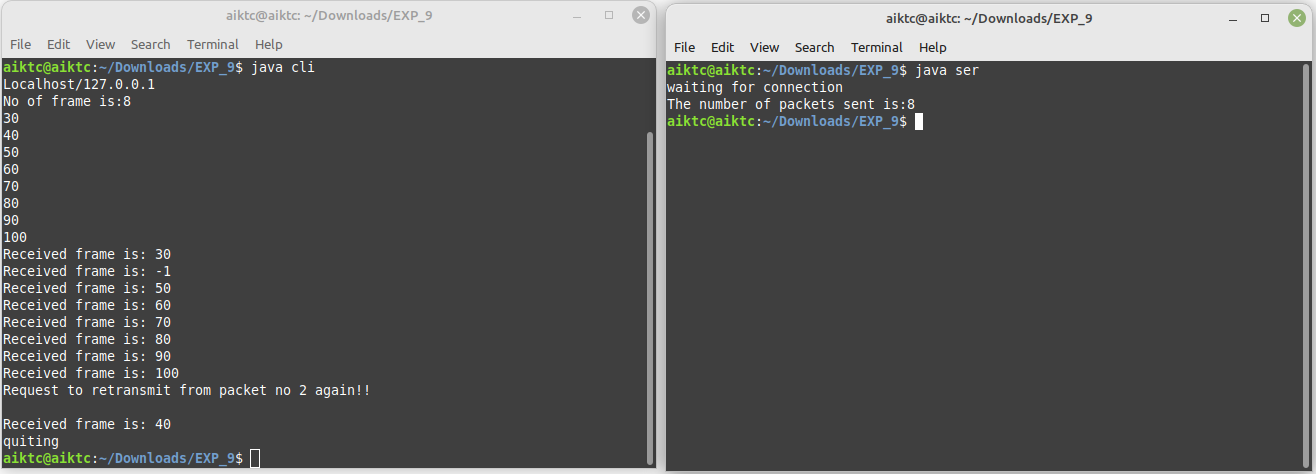 aiktc@aiktc: ~/Downloads/EXP_9
File Edit View Search Terminal Help
aiktc@aiktc:~/Downloads/EXP_9$ java cli
Localhost/127.0.0.1
No of frame is:8
30
40
50
60
70
80
90
100
Received frame is: 30
Received frame is: -1
Received frame is: 50
Received frame is: 60
Received frame is: 70
Received frame is: 80
Received frame is: 90
Received frame is: 100
Request to retransmit from packet no 2 again!!
Received frame is: 40
quiting
aiktc@aiktc:~/Downloads/EXP_9$
aiktc@aiktc: ~/Downloads/EXP_9
File Edit View Search Terminal Help
aiktc@aiktc:~/Downloads/EXP_9$ java ser
waiting for connection
The number of packets sent is:8
aiktc@aiktc:~/Downloads/EXP_9$